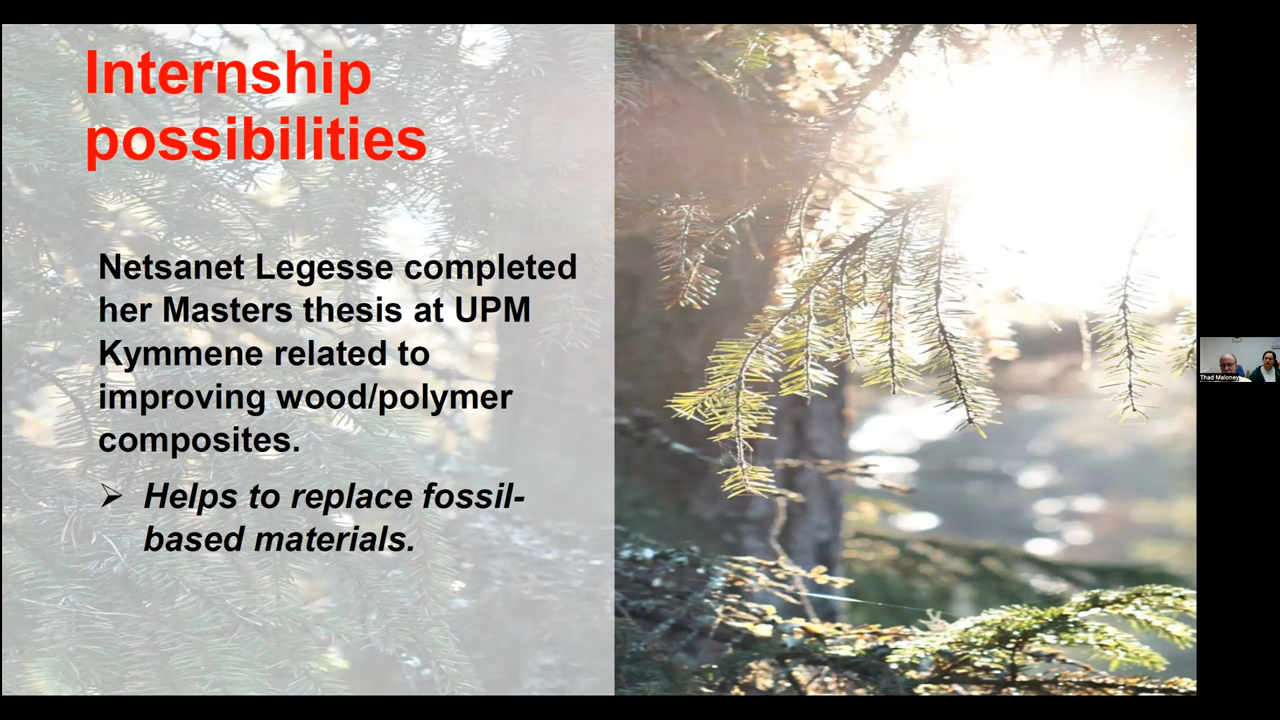 Internship
possibilities
Netsanet Legesse completed
her Masters thesis at UPM
Kymmene related to
improving wood/polymer
composites.
➢ Helps to replace fossil-
based materials.
Thad Maloney